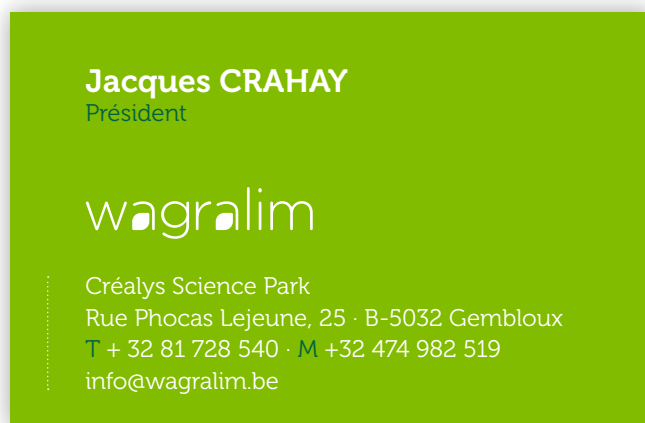 Jacques CRAHAY
Président
wagralim
Créalys Science Park
Rue Phocas Lejeune, 25 · B-5032 Gembloux
T + 32 81 728 540 · M +32 474 982 519
info@wagralim.be